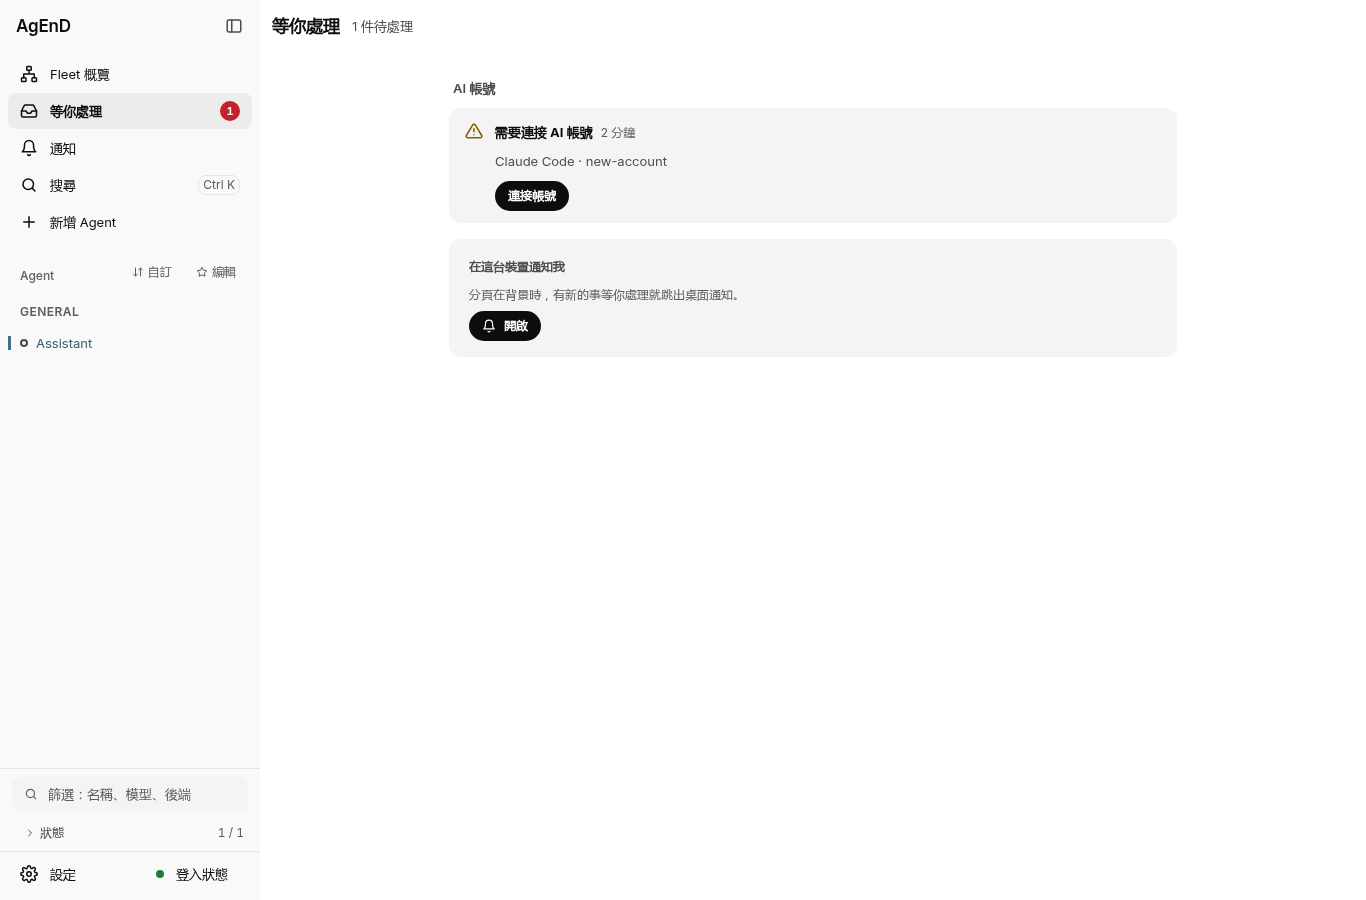 AgEnD
Fleet 概覽
等你處理 1
通知
搜尋 Ctrl K
新增 Agent
Agent 自訂 編輯
GENERAL
Assistant
篩選：名稱、模型、後端
狀態 1 / 1
設定 登入狀態
等你處理 1 件待處理
AI 帳號
需要連接 AI 帳號 2 分鐘
Claude Code · new-account
連接帳號
在這台裝置通知我
分頁在背景時，有新的事等你處理就跳出桌面通知。
開啟